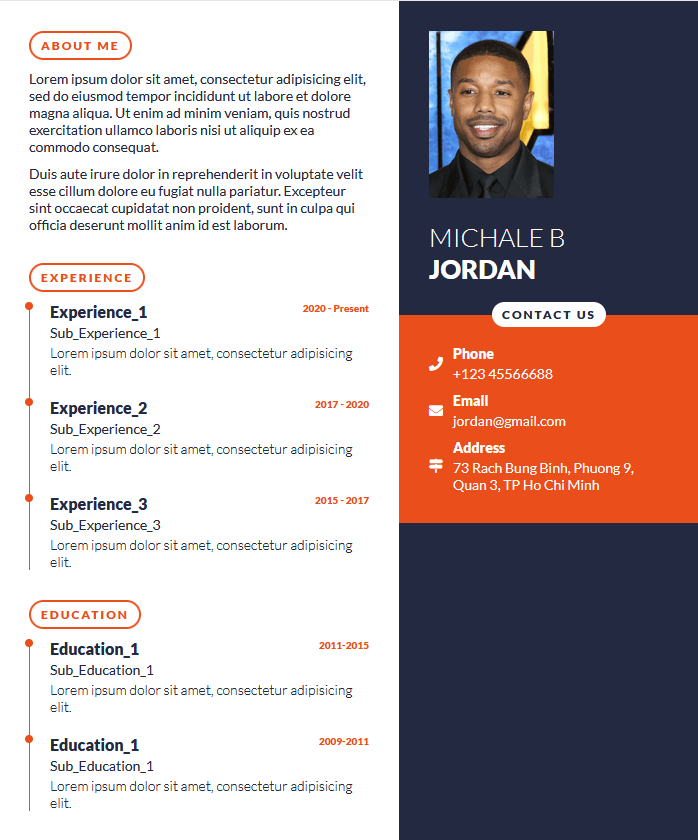 ABOUT ME
Lorem ipsum dolor sit amet, consectetur adipisicing elit,
sed do eiusmod tempor incididunt ut labore et dolore
magna aliqua. Ut enim ad minim veniam, quis nostrud
exercitation ullamco laboris nisi ut aliquip ex ea
commodo consequat.
Duis aute irure dolor in reprehenderit in voluptate velit
esse cillum dolore eu fugiat nulla pariatur. Excepteur
sint occaecat cupidatat non proident, sunt in culpa qui
officia deserunt mollit anim id est laborum.
EXPERIENCE
Experience_1
2020 - Present
Sub_Experience_1
Lorem ipsum dolor sit amet, consectetur adipisicing
elit.
Experience_2
2017 - 2020
Sub_Experience_2
Lorem ipsum dolor sit amet, consectetur adipisicing
elit.
Experience_3
2015 - 2017
Sub_Experience_3
Lorem ipsum dolor sit amet, consectetur adipisicing
elit.
EDUCATION
Education_1
2011-2015
Sub_Education_1
Lorem ipsum dolor sit amet, consectetur adipisicing
elit.
Education_1
2009-2011
Sub_Education_1
Lorem ipsum dolor sit amet, consectetur adipisicing
elit.
MICHALE B
JORDAN
CONTACT US
Phone
+123 45566688
Email
jordan@gmail.com
Address
73 Rach Bung Binh, Phuong 9,
Quan 3, TP Ho Chi Minh